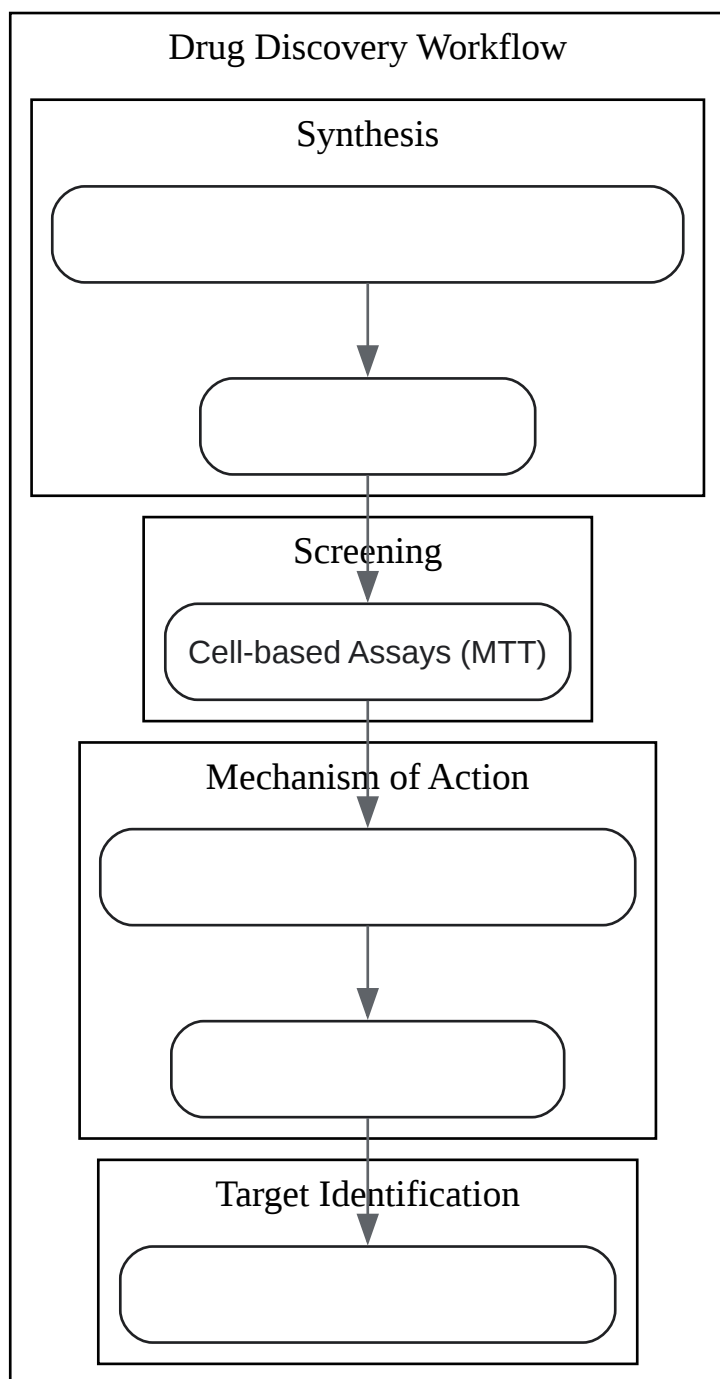 Drug Discovery Workflow
Synthesis
Screening
Cell-based Assays (MTT)
Mechanism of Action
Target Identification